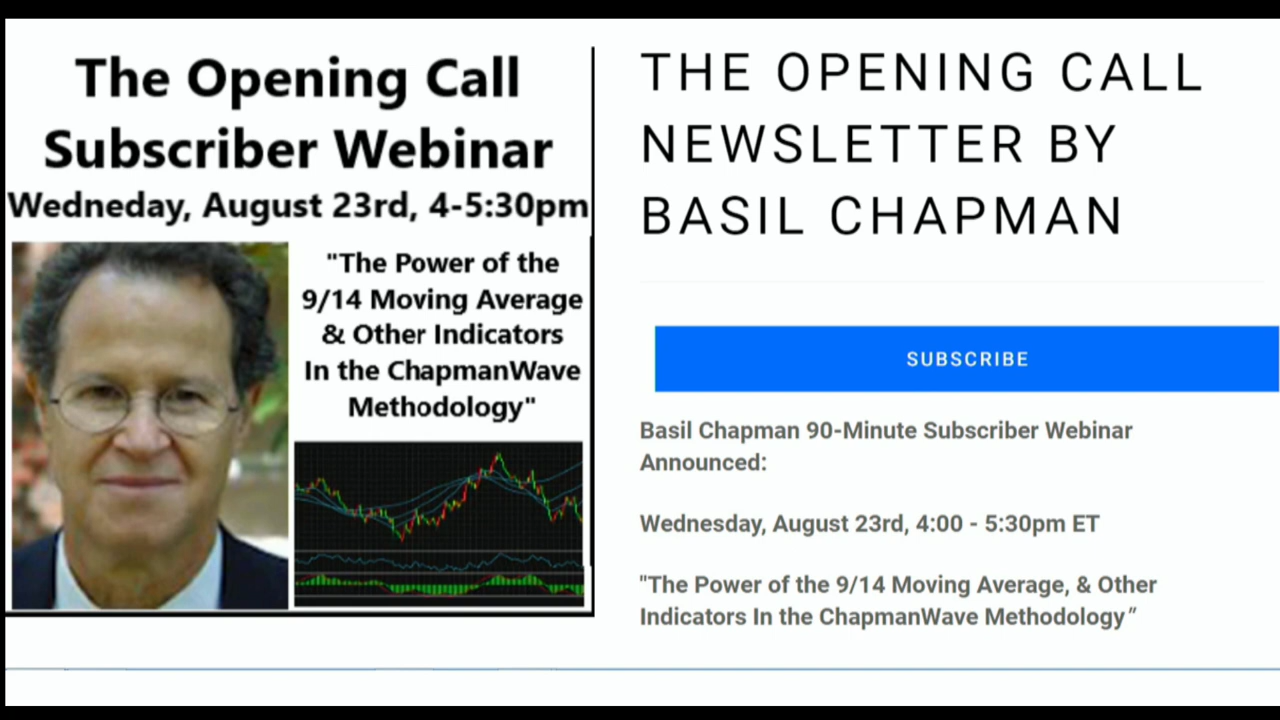 The Opening Call
Subscriber Webinar
Wedneday, August 23rd, 4-5:30pm
"The Power of the
9/14 Moving Average
& Other Indicators
In the ChapmanWave
Methodology"
THE OPENING CALL
NEWSLETTER BY
BASIL CHAPMAN
SUBSCRIBE
Basil Chapman 90-Minute Subscriber Webinar
Announced:
Wednesday, August 23rd, 4:00 - 5:30pm ET
"The Power of the 9/14 Moving Average, & Other
Indicators In the ChapmanWave Methodology”